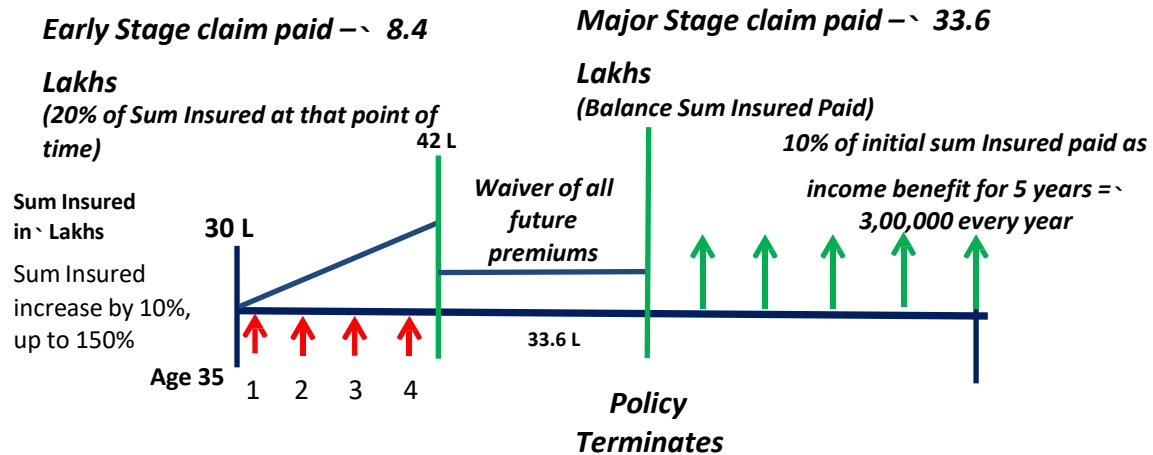 Early Stage claim paid –` 8.4
Lakhs
(20% of Sum Insured at that point of
time)
Major Stage claim paid –` 33.6
Lakhs
(Balance Sum Insured Paid)
10% of initial sum Insured paid as
income benefit for 5 years =`
3,00,000 every year
42 L
Waiver of all
future
premiums
Sum Insured
in ` Lakhs
30 L
Sum Insured
increase by 10%,
up to 150%
33.6 L
Age 35
1 2 3 4
Policy
Terminates